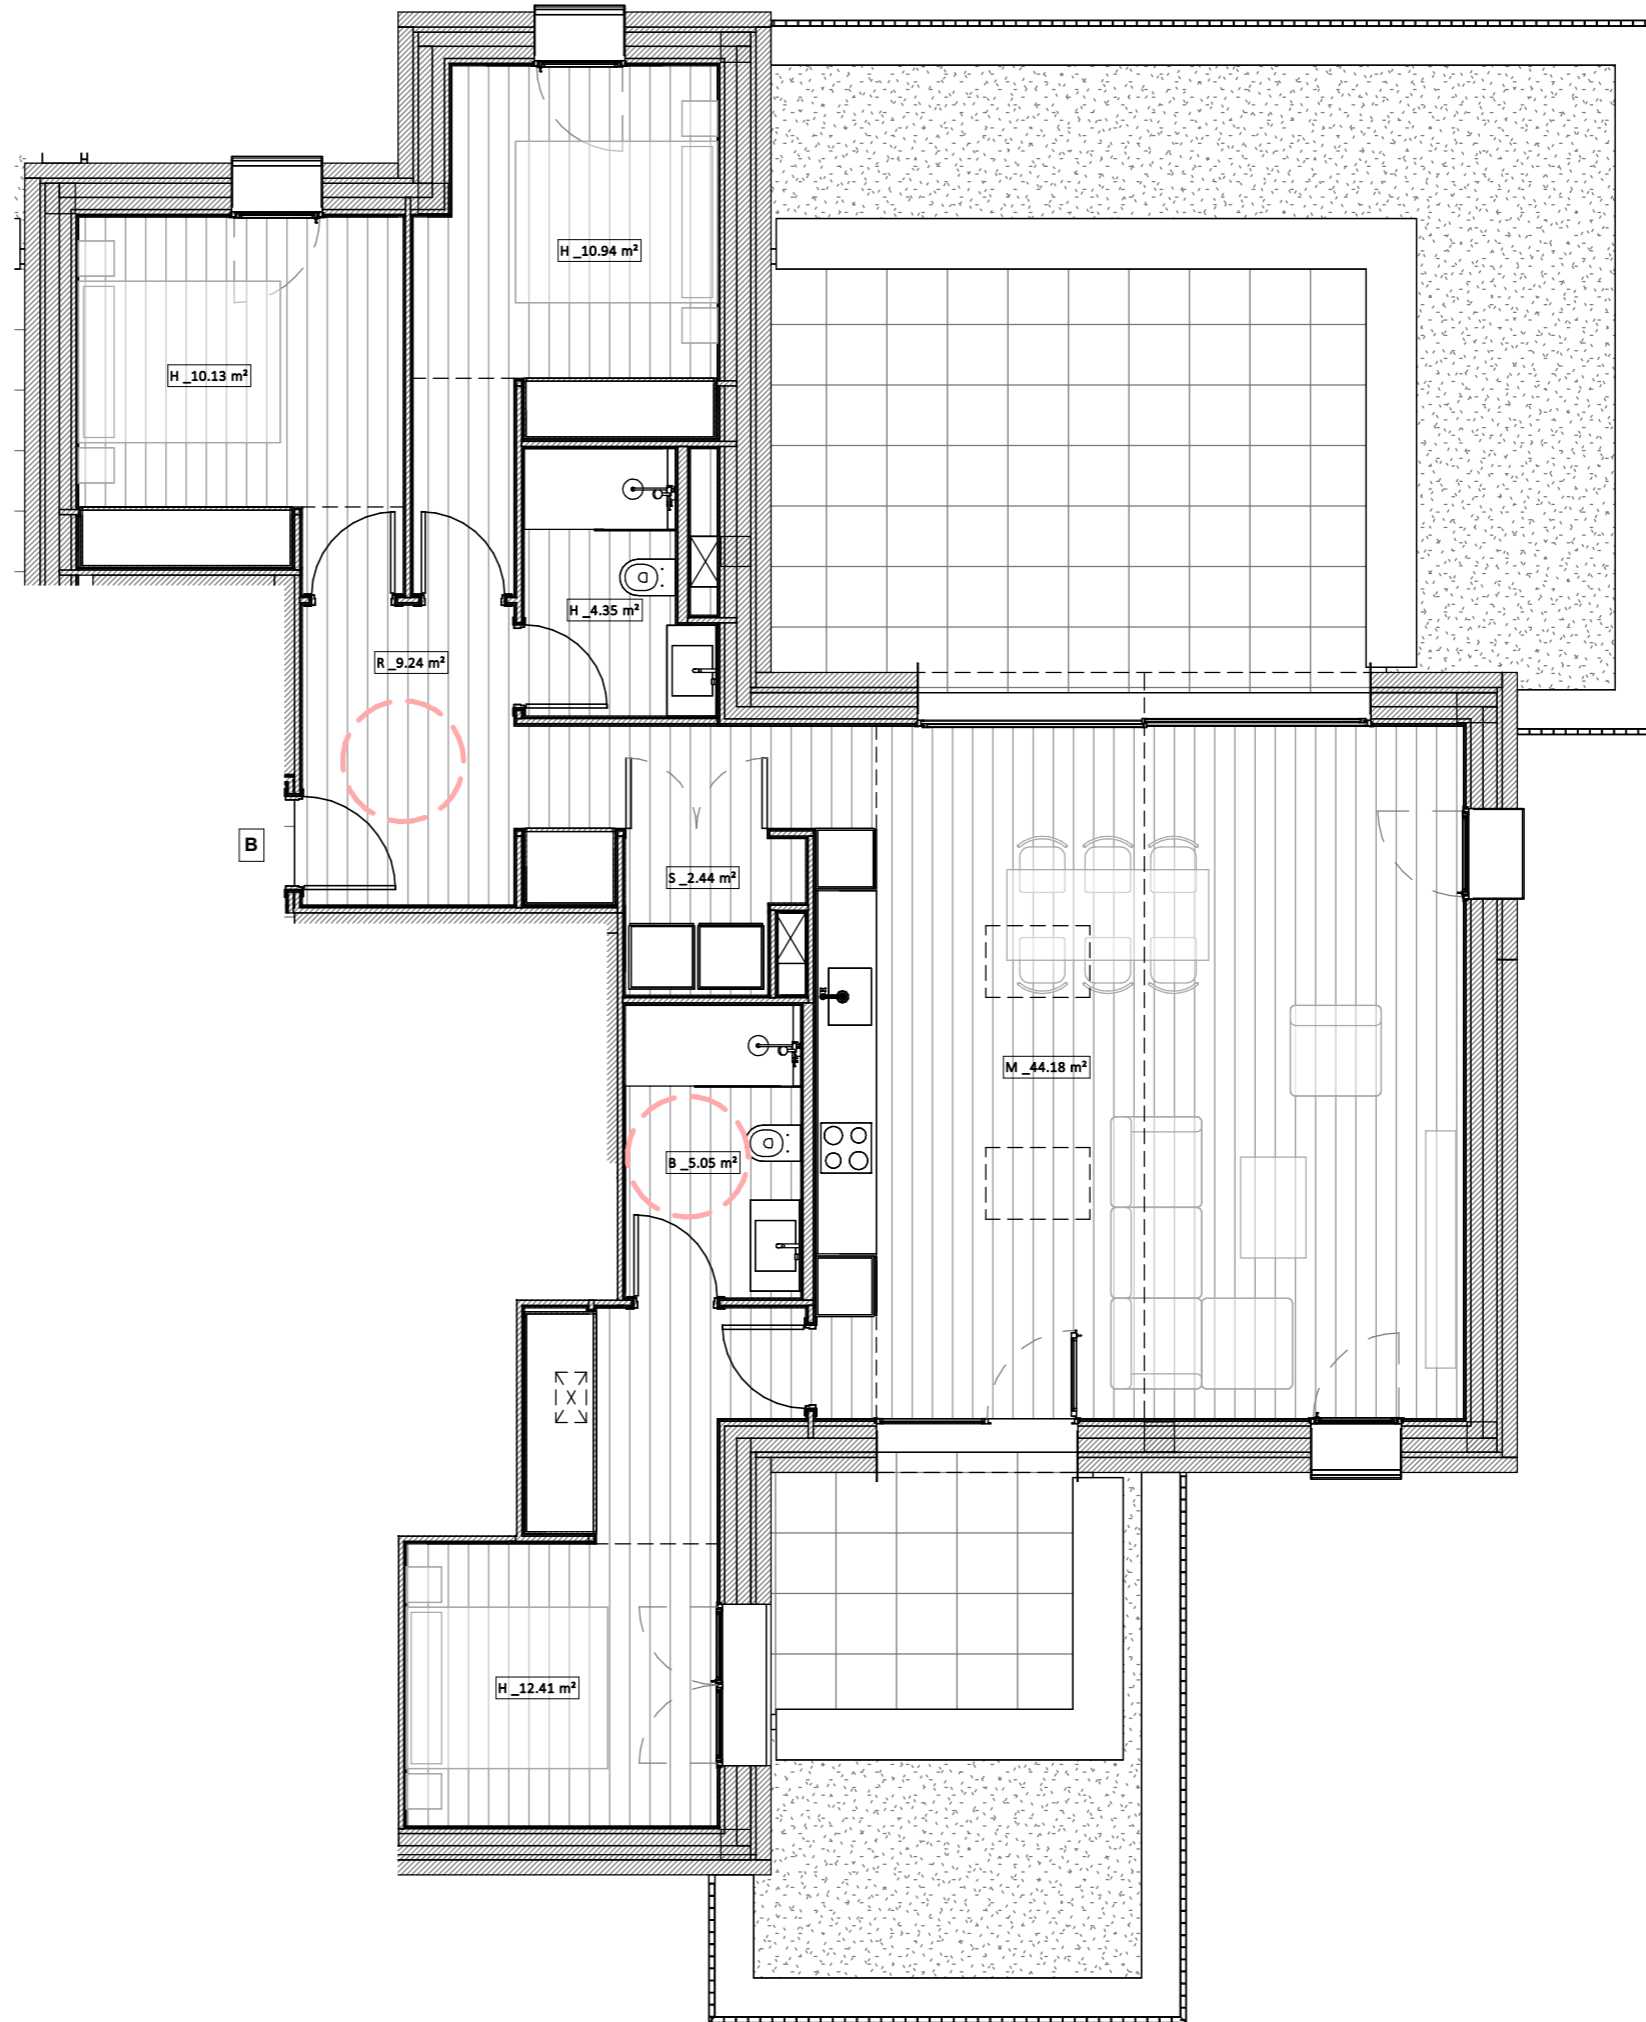 H
H _10.94 m²
H _10.13 m²
H _4.35 m²
R _9.24 m²
B
S _2.44 m²
M _44.18 m²
B _5.05 m²
H _12.41 m²